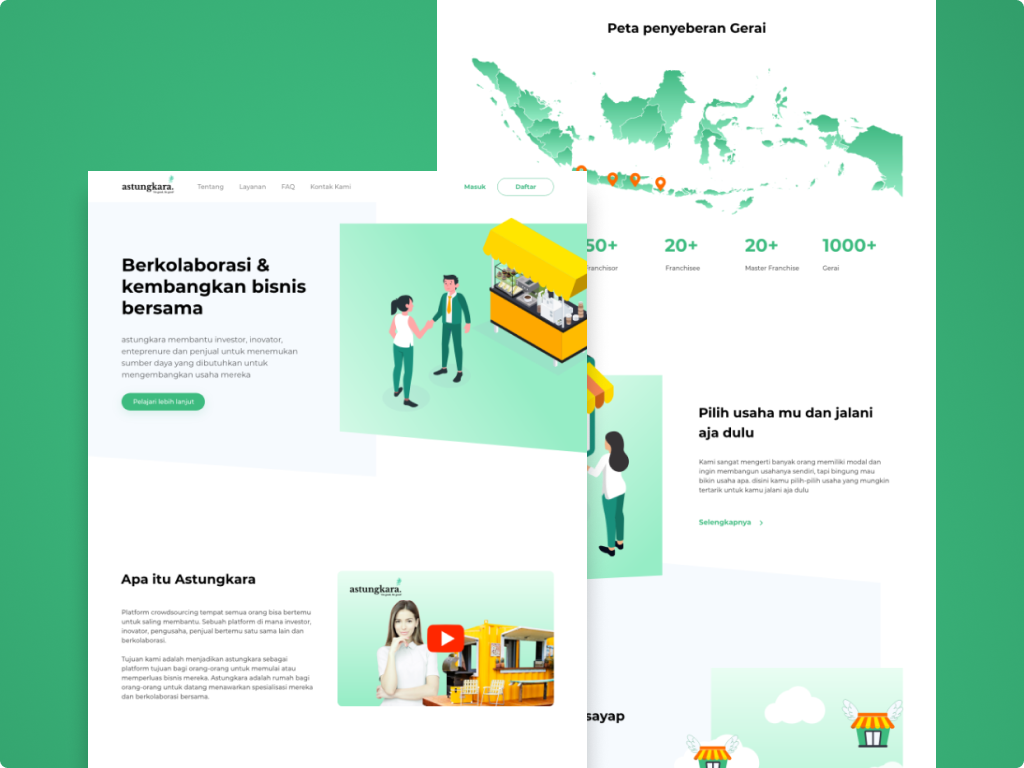 Peta penyeberan Gerai
50+
20+
20+
1000+
ranchisor
Franchisee
Master Franchise
Gerai
astungkara.
Tentang
Layanan
FAQ
Kontak Kami
Masuk
Daftar
Berkolaborasi &
kembangkan bisnis
bersama
astungkara membantu investor, inovator,
enteprenure dan penjual untuk menemukan
sumber daya yang dibutuhkan untuk
mengembangkan usaha mereka
Pelajari lebih lanjut
Pilih usaha mu dan jalani
aja dulu
Kami sangat mengerti banyak orang memiliki modal dan
ingin membangun usahanya sendiri, tapi bingung mau
bikin usaha apa. disini kamu pilih-pilih usaha yang mungkin
tertarik untuk kamu jalani aja dulu
Selengkapnya
Apa itu Astungkara
Platform crowdsourcing tempat semua orang bisa bertemu
untuk saling membantu. Sebuah platform di mana investor,
inovator, pengusaha, penjual bertemu satu sama lain dan
berkolaborasi.
Tujuan kami adalah menjadikan astungkara sebagai
platform tujuan bagi orang-orang untuk memulai atau
memperluas bisnis mereka. Astungkara adalah rumah bagi
orang-orang untuk datang menawarkan spesialisasi mereka
dan berkolaborasi bersama.
astungkara.
sayap